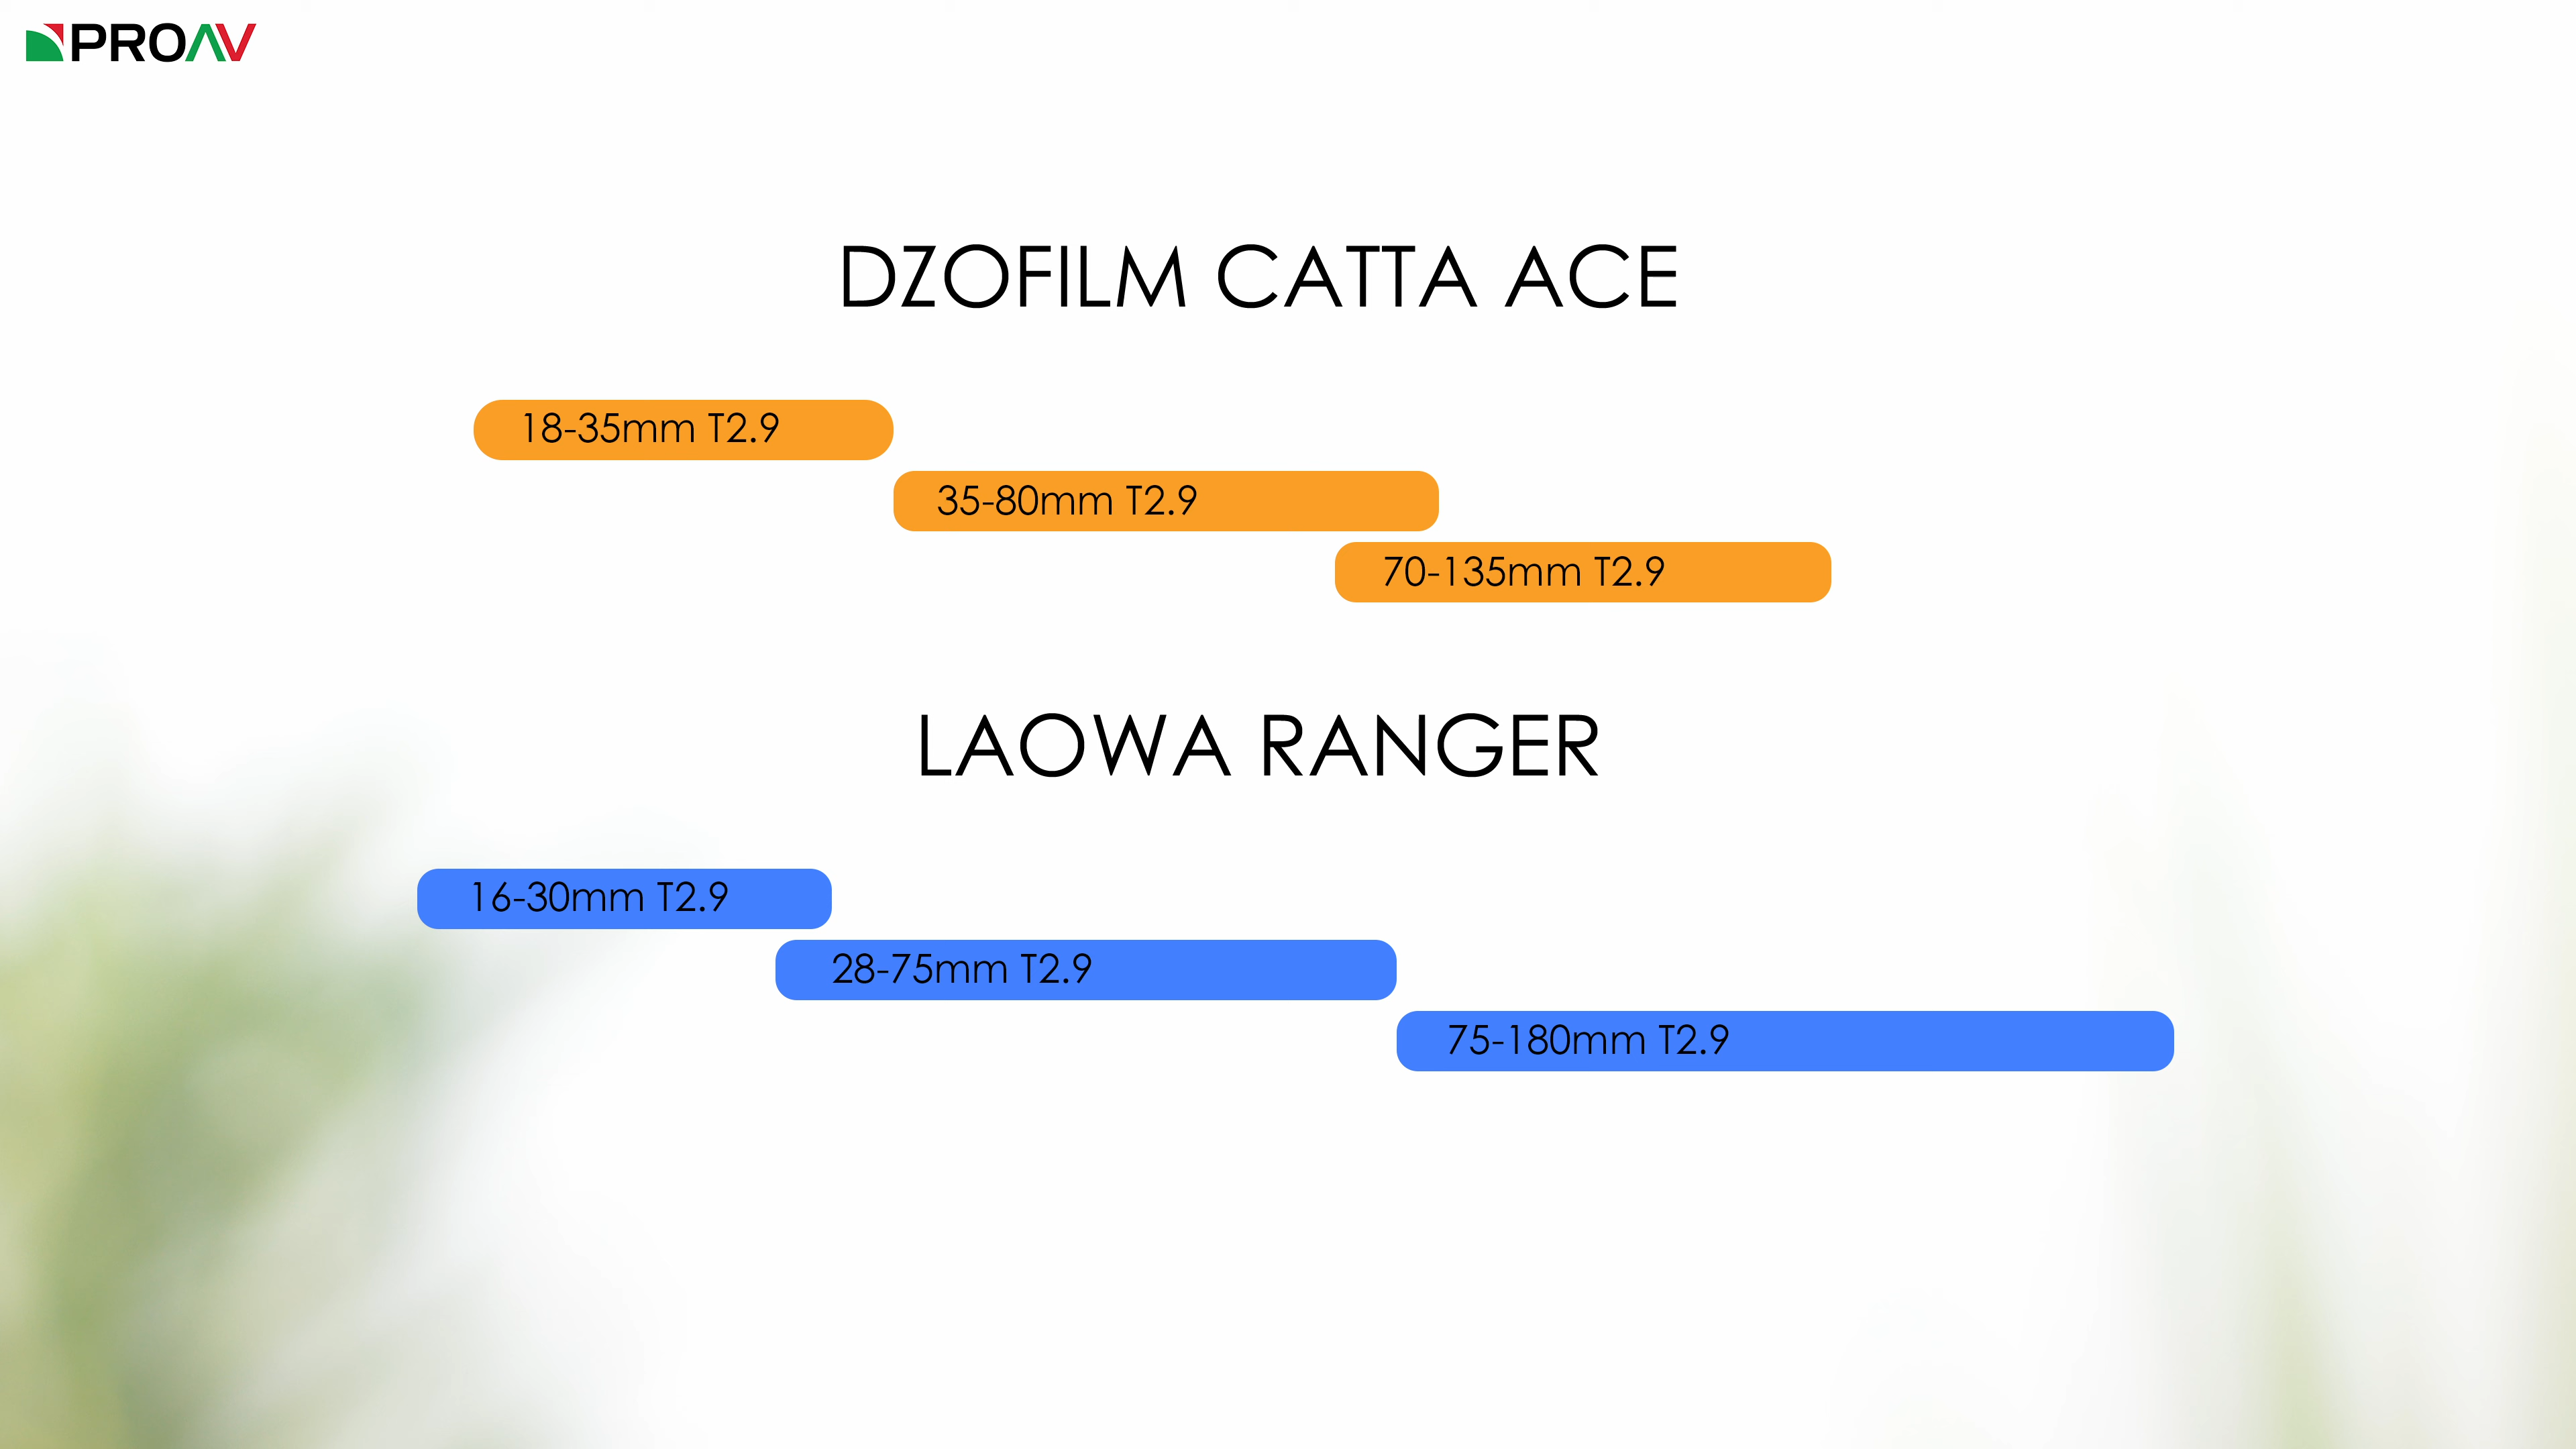 PROAV
DZOFILM CATTA ACE
18-35mm T2.9
35-80mm T2.9
70-135mm T2.9
LAOWA RANGER
16-30mm T2.9
28-75mm T2.9
75-180mm T2.9